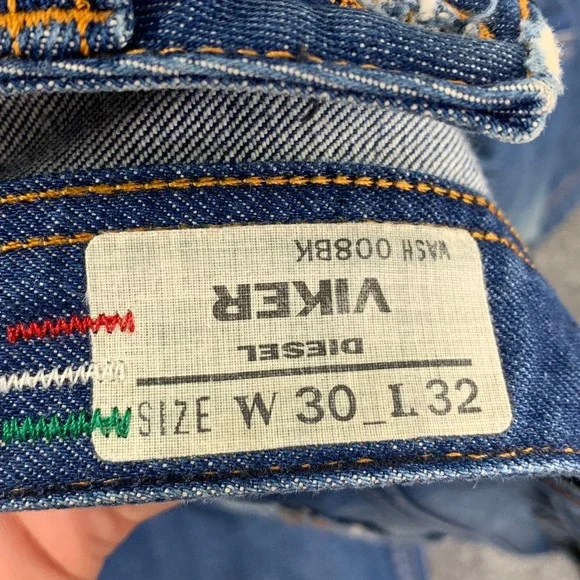 WASH 008BK
VIKER
DIESEL
SIZE W 30_L 32